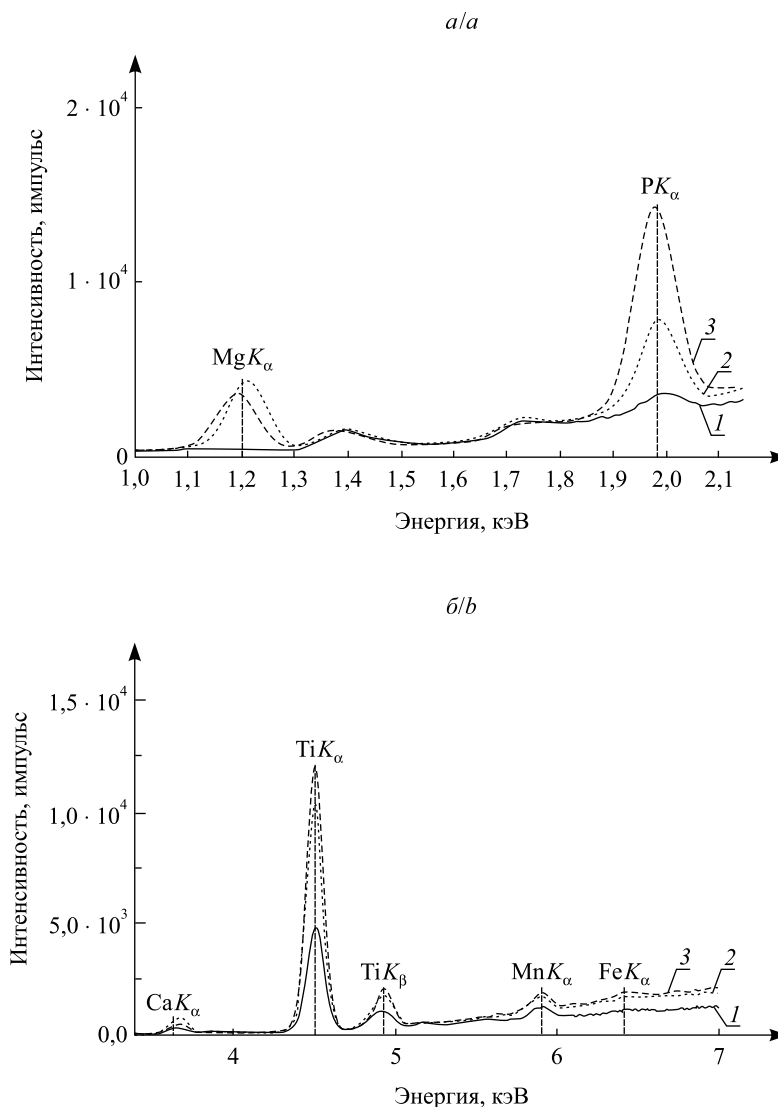 а/a
Интенсивность, импульс
2 · 10⁴
1 · 10⁴
0
MgKα
PKα
3
2
1
1,0 1,1 1,2 1,3 1,4 1,5 1,6 1,7 1,8 1,9 2,0 2,1
Энергия, кэВ
б/b
Интенсивность, импульс
1,5 · 10⁴
1,0 · 10⁴
5,0 · 10³
0,0
TiKα
CaKα
TiKβ
MnKα FeKα
3 2
1
4 5 6 7
Энергия, кэВ